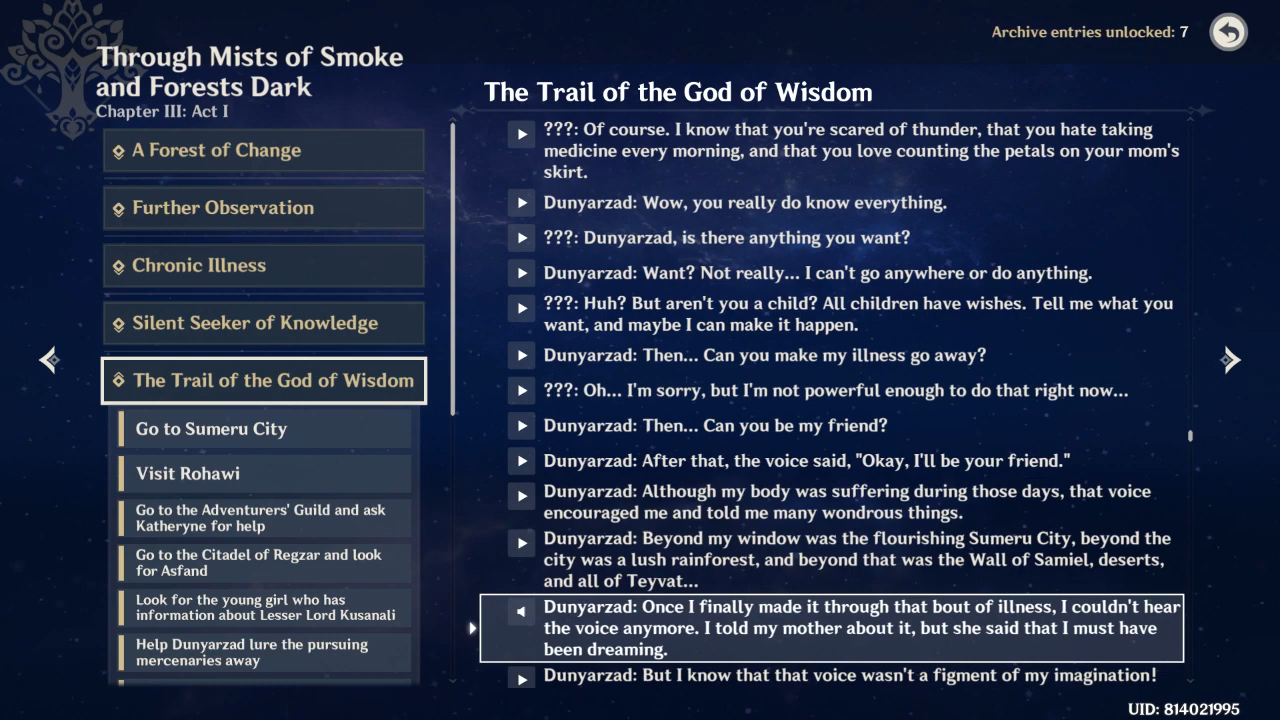 Archive entries unlocked: 7
Through Mists of Smoke
and Forests Dark
Chapter III: Act I
A Forest of Change
Further Observation
Chronic Illness
Silent Seeker of Knowledge
The Trail of the God of Wisdom
Go to Sumeru City
Visit Rohawi
Go to the Adventurers' Guild and ask
Katheryne for help
Go to the Citadel of Regzar and look
for Asfand
Look for the young girl who has
information about Lesser Lord Kusanali
Help Dunyarzad lure the pursuing
mercenaries away
The Trail of the God of Wisdom
???: Of course. I know that you're scared of thunder, that you hate taking
medicine every morning, and that you love counting the petals on your mom's
skirt.
Dunyarzad: Wow, you really do know everything.
???: Dunyarzad, is there anything you want?
Dunyarzad: Want? Not really... I can't go anywhere or do anything.
???: Huh? But aren't you a child? All children have wishes. Tell me what you
want, and maybe I can make it happen.
Dunyarzad: Then... Can you make my illness go away?
???: Oh... I'm sorry, but I'm not powerful enough to do that right now...
Dunyarzad: Then... Can you be my friend?
Dunyarzad: After that, the voice said, "Okay, I'll be your friend."
Dunyarzad: Although my body was suffering during those days, that voice
encouraged me and told me many wondrous things.
Dunyarzad: Beyond my window was the flourishing Sumeru City, beyond the
city was a lush rainforest, and beyond that was the Wall of Samiel, deserts,
and all of Teyvat...
Dunyarzad: Once I finally made it through that bout of illness, I couldn't hear
the voice anymore. I told my mother about it, but she said that I must have
been dreaming.
Dunyarzad: But I know that that voice wasn't a figment of my imagination!
UID: 814021995